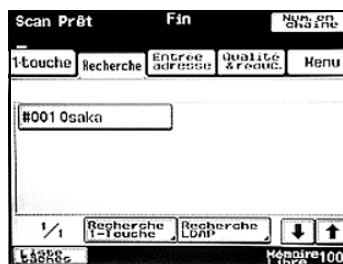 Scan Prêt Fin Num. en chaîne
1-touche Recherche Entrée adresse Qualité & réduc. Menu
#001 Osaka
1/1 Recherche 1-Touche Recherche LDAP ↓ ↑
Liste tâches Mémoire Libre 100